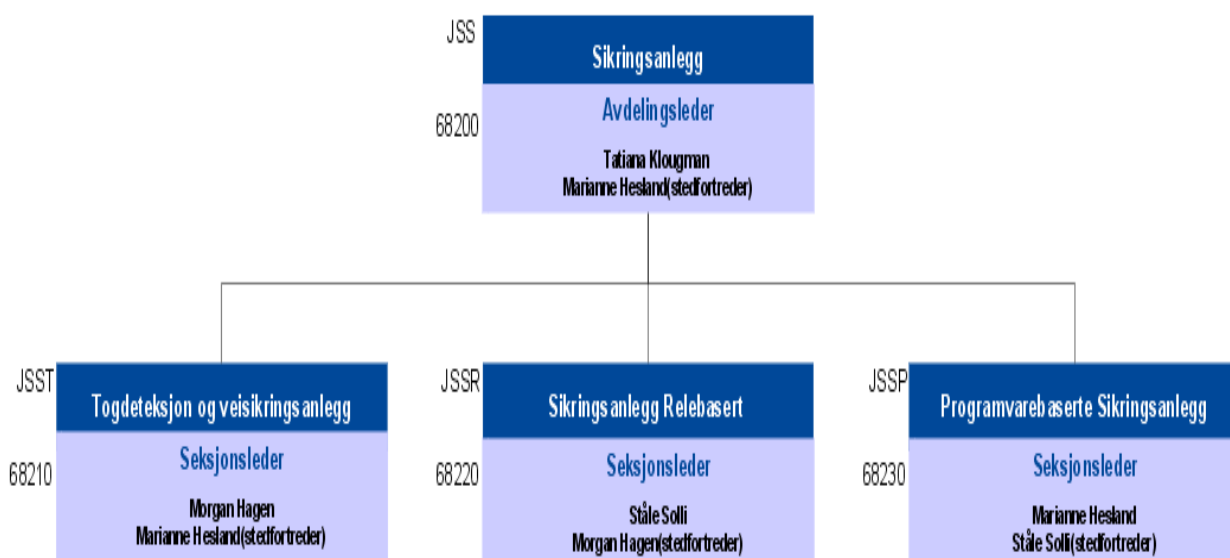 JSS
Sikringsanlegg
68200
Avdelingsleder
Tatiana Klougman
Marianne Hesland(stedfortreder)
JSST
Togdeteksjon og veisikringsanlegg
68210
Seksjonsleder
Morgan Hagen
Marianne Hesland(stedfortreder)
JSSR
Sikringsanlegg Relebasert
68220
Seksjonsleder
Ståle Solli
Morgan Hagen(stedfortreder)
JSSP
Programvarebaserte Sikringsanlegg
68230
Seksjonsleder
Marianne Hesland
Ståle Solli(stedfortreder)